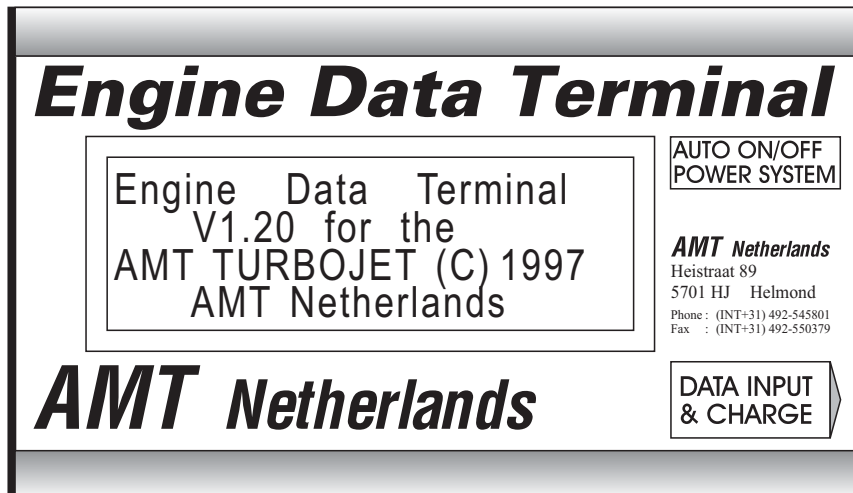 Engine Data Terminal
Engine Data Terminal
V1.20 for the
AMT TURBOJET (C) 1997
AMT Netherlands
AUTO ON/OFF
POWER SYSTEM
AMT Netherlands
Heistraat 89
5701 HJ Helmond
Phone : (INT+31) 492-545801
Fax : (INT+31) 492-550379
AMT Netherlands
DATA INPUT
& CHARGE